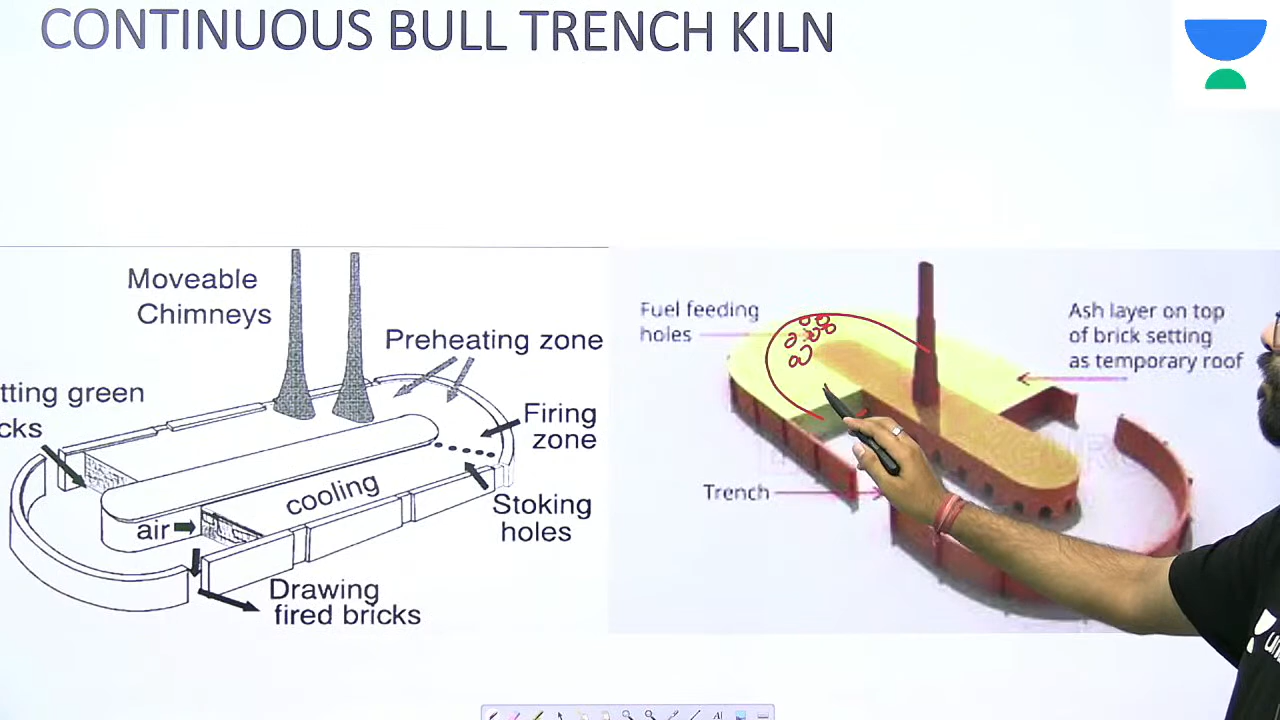 CONTINUOUS BULL TRENCH KILN
Moveable
Chimneys
Preheating zone
tting green
cks
Firing
zone
cooling
air
Stoking
holes
Drawing
fired bricks
Fuel feeding
holes
Ash layer on top
of brick setting
as temporary roof
Trench